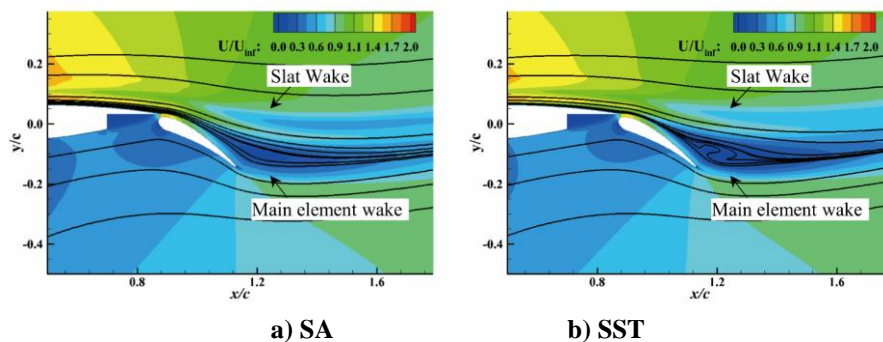 0.0 0.3 0.6 0.9 1.1 1.4 1.7 2.0
U/U_inf:
0.2
Slat Wake
0.0
y/c
-0.2
Main element wake
-0.4
0.8 1.2 1.6
x/c
a) SA
0.0 0.3 0.6 0.9 1.1 1.4 1.7 2.0
U/U_inf:
0.2
Slat Wake
0.0
y/c
-0.2
Main element wake
-0.4
0.8 1.2 1.6
x/c
b) SST